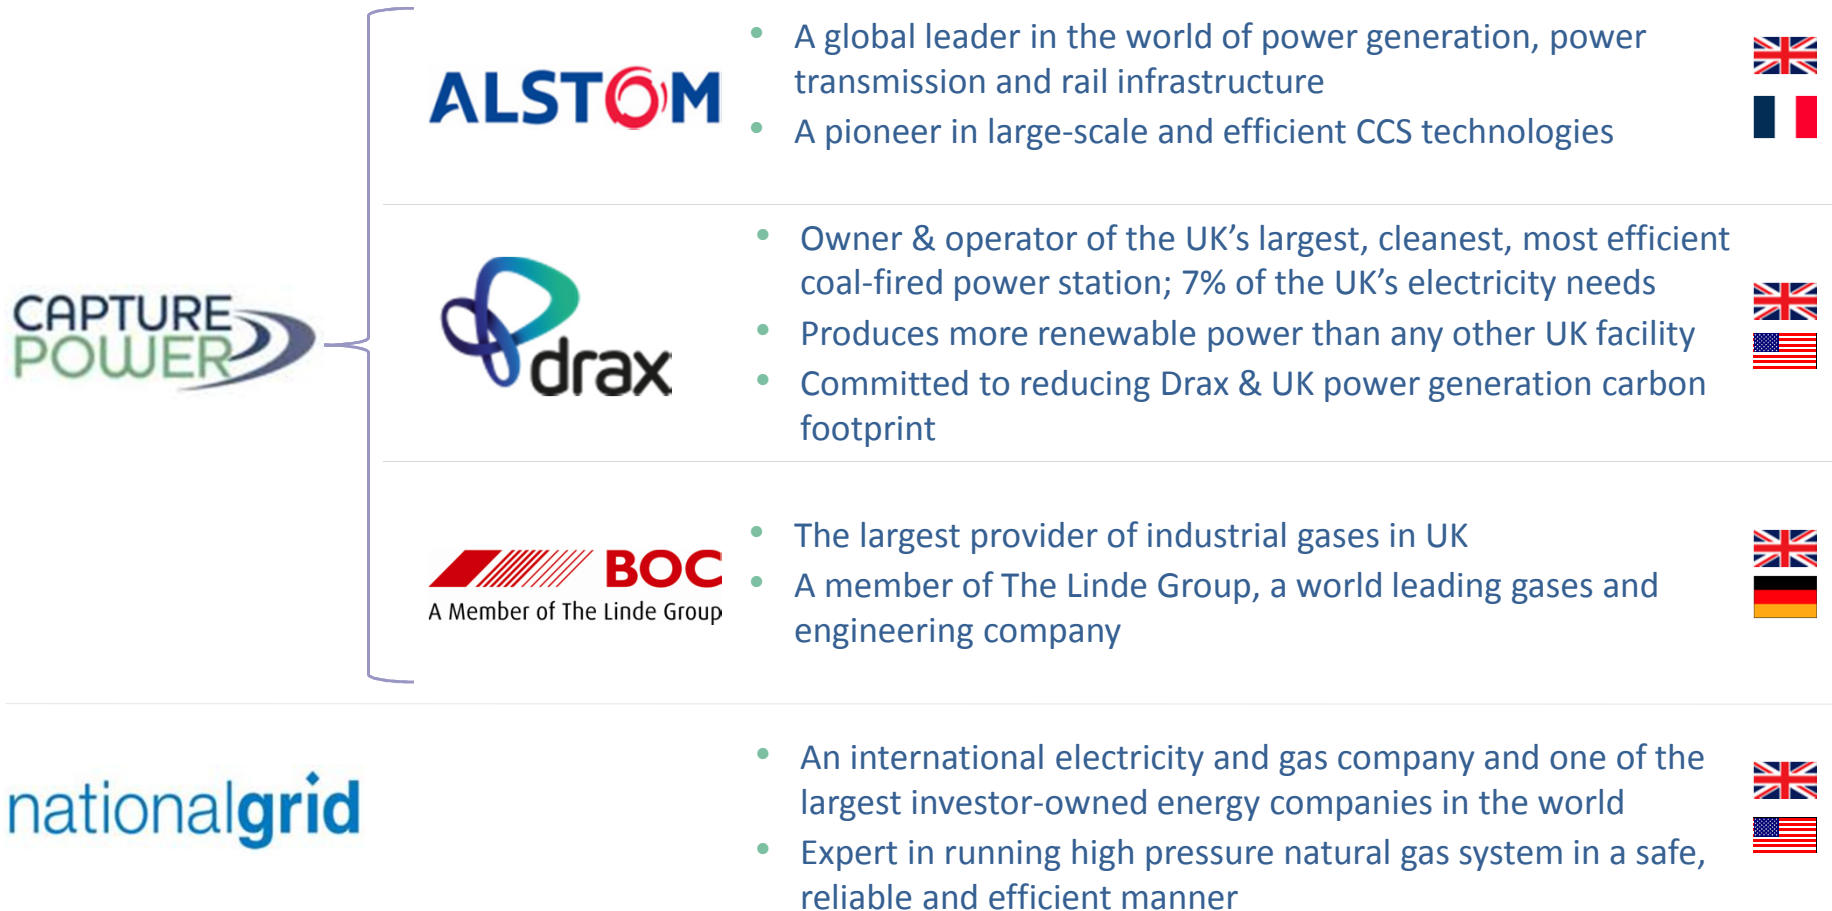 ALSTOM
• A global leader in the world of power generation, power
transmission and rail infrastructure
• A pioneer in large-scale and efficient CCS technologies
CAPTURE
POWER
drax
• Owner & operator of the UK’s largest, cleanest, most efficient
coal-fired power station; 7% of the UK’s electricity needs
• Produces more renewable power than any other UK facility
• Committed to reducing Drax & UK power generation carbon
footprint
BOC
A Member of The Linde Group
• The largest provider of industrial gases in UK
• A member of The Linde Group, a world leading gases and
engineering company
nationalgrid
• An international electricity and gas company and one of the
largest investor-owned energy companies in the world
• Expert in running high pressure natural gas system in a safe,
reliable and efficient manner